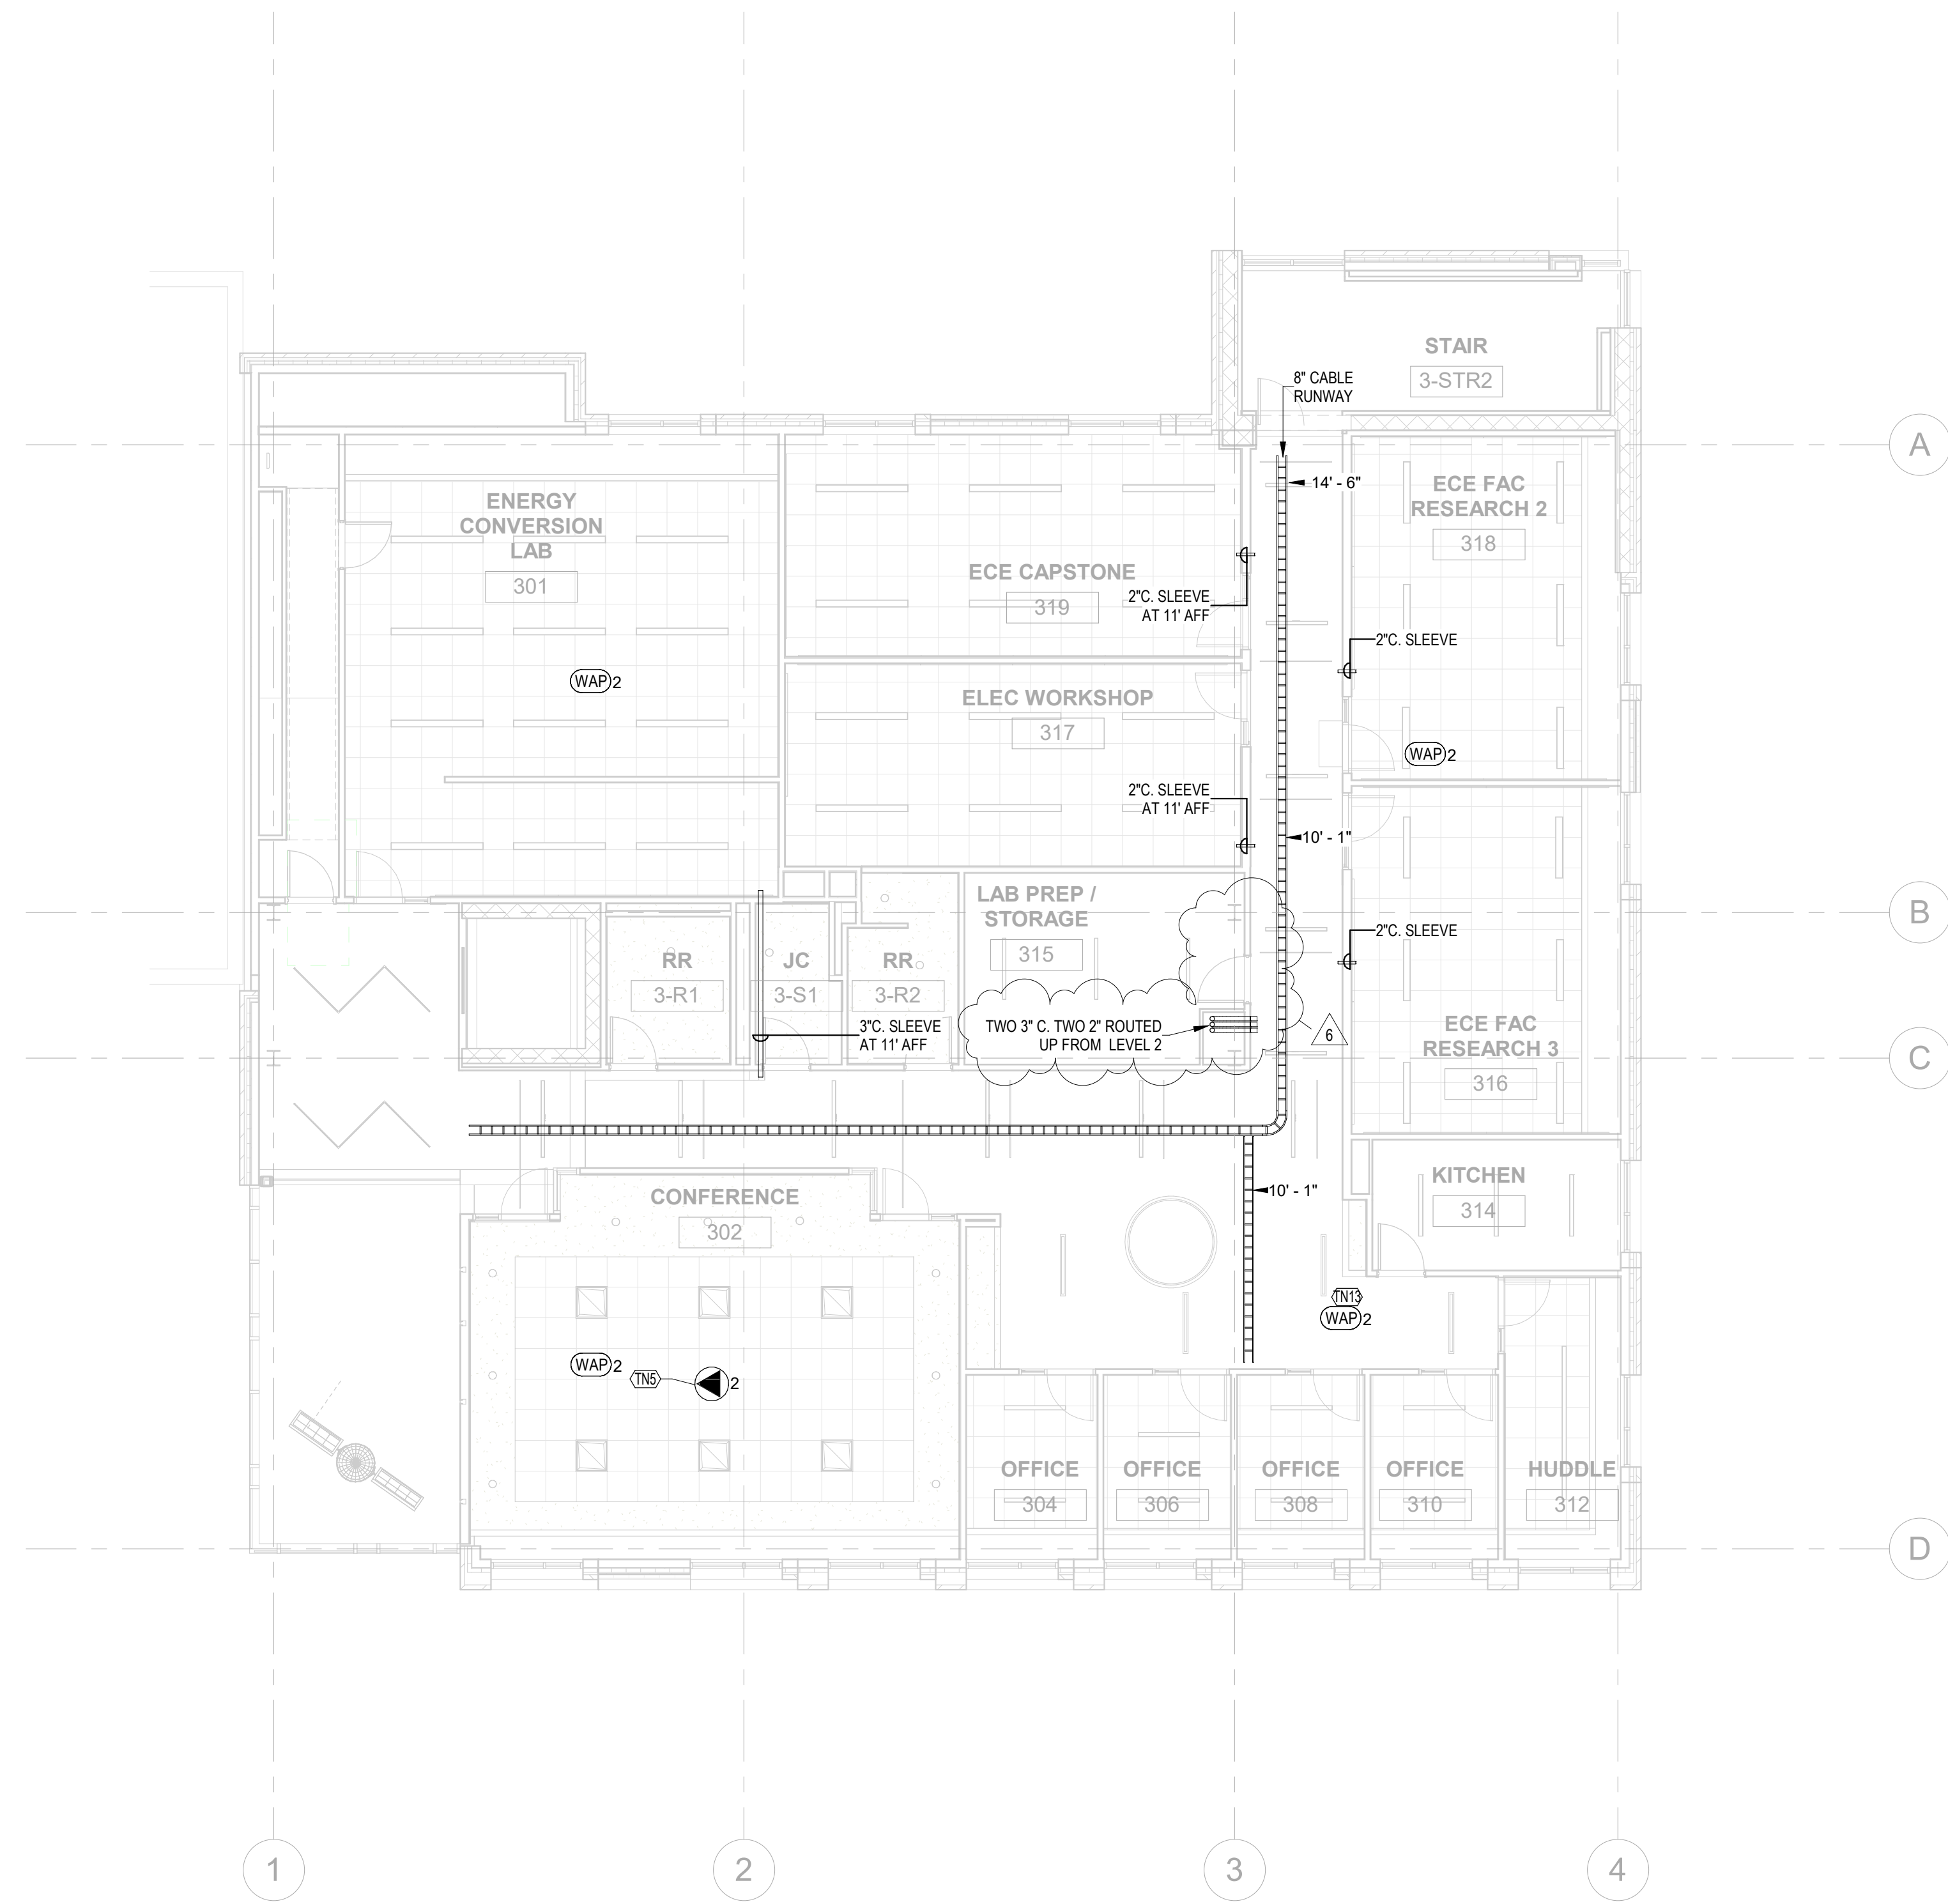 STAIR
3-STR2
8" CABLE
RUNWAY
A
14' - 6"
ENERGY
CONVERSION
LAB
301
ECE FAC
RESEARCH 2
318
ECE CAPSTONE
319
2"C. SLEEVE
AT 11' AFF
2"C. SLEEVE
WAP 2
ELEC WORKSHOP
317
WAP 2
2"C. SLEEVE
AT 11' AFF
10' - 1"
LAB PREP /
STORAGE
315
B
2"C. SLEEVE
RR
3-R1
JC
3-S1
RR
3-R2
3"C. SLEEVE
AT 11' AFF
TWO 3" C. TWO 2" ROUTED
UP FROM LEVEL 2
6
ECE FAC
RESEARCH 3
316
C
CONFERENCE
302
10' - 1"
KITCHEN
314
TN13
WAP 2
WAP 2
TN5
2
OFFICE
304
OFFICE
306
OFFICE
308
OFFICE
310
HUDDLE
312
D
1
2
3
4